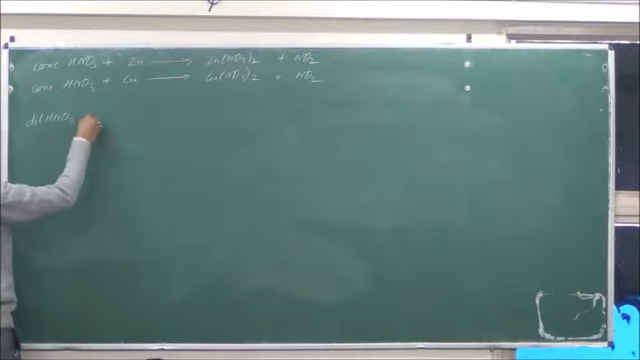 conc HNO3 + Zn ⟶ Zn(NO3)2 + NO2
conc HNO3 + Cu ⟶ Cu(NO3)2 + NO2
dil HNO3